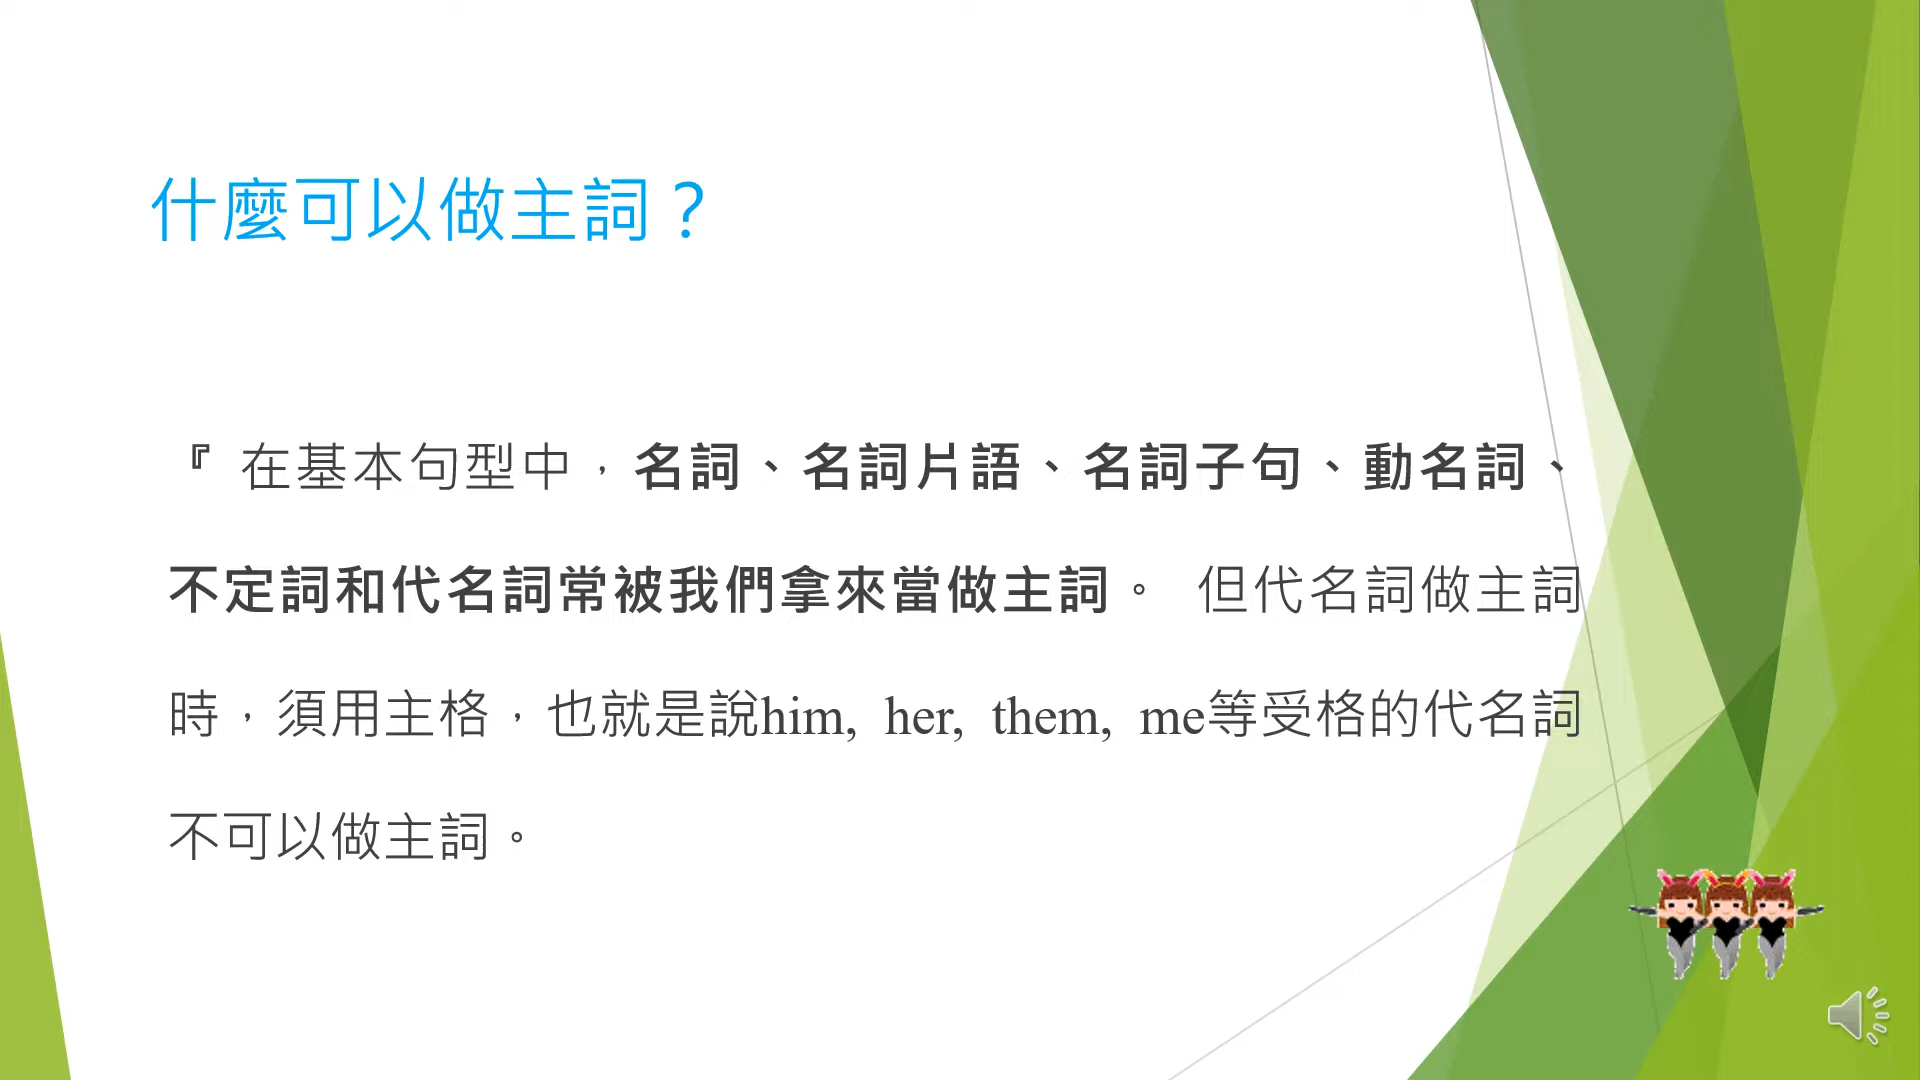 什麼可以做主詞？
『 在基本句型中，名詞、名詞片語、名詞子句、動名詞、
不定詞和代名詞常被我們拿來當做主詞。 但代名詞做主詞
時，須用主格，也就是說him, her, them, me等受格的代名詞
不可以做主詞。